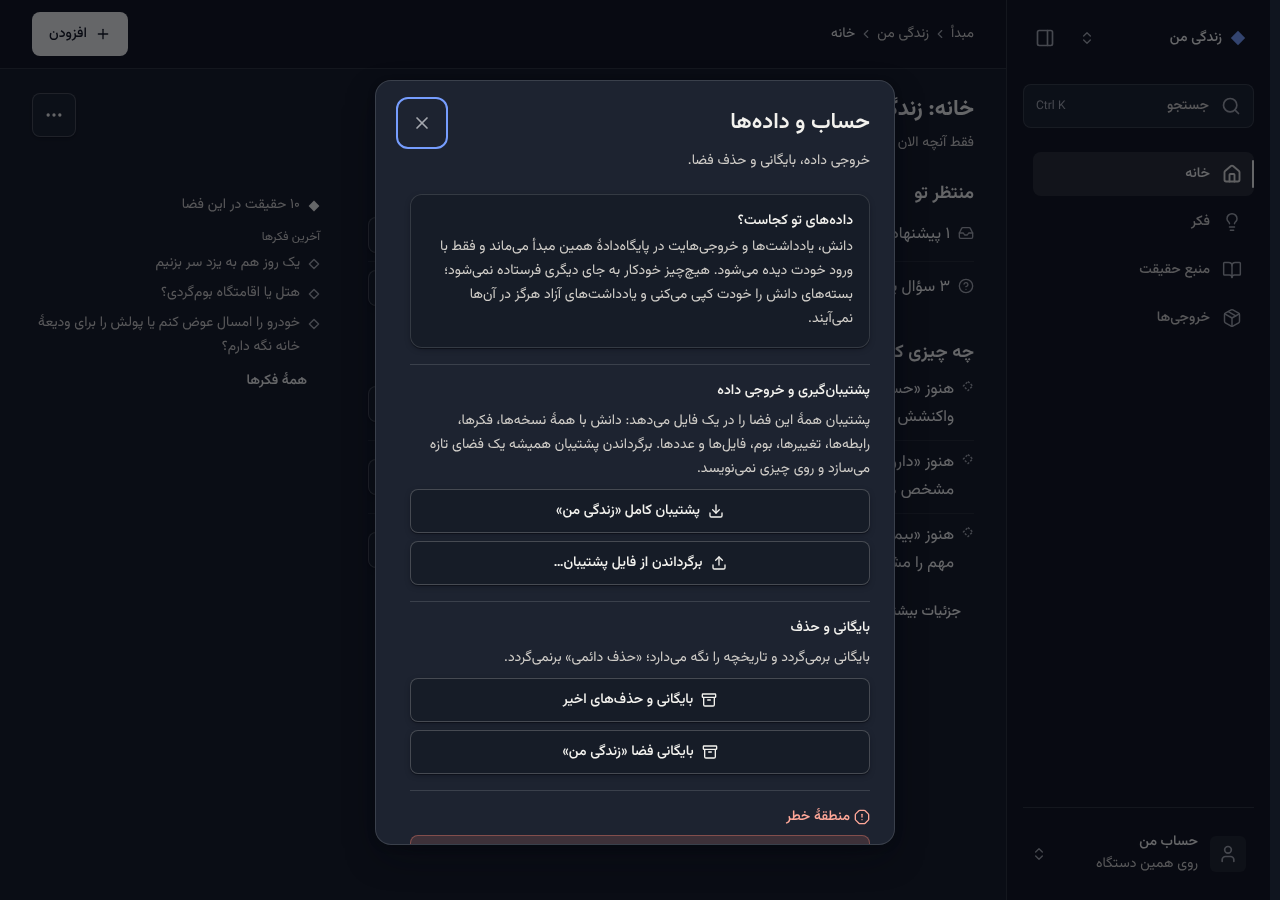 زندگی من
جستجو
Ctrl K
خانه
فکر
منبع حقیقت
خروجی‌ها
حساب من
روی همین دستگاه
مبدأ
زندگی من
خانه
افزودن
خانه: زندگ
فقط آنچه الان
منتظر تو
۱ پیشنهاد
۳ سؤال
چه چیزی
هنوز «حس
واکنشش
هنوز «دار
مشخص
هنوز «بیم
مهم را
جزئیات بیشت
۱۰ حقیقت در این فضا
آخرین فکرها
یک روز هم به یزد سر بزنیم
هتل یا اقامتگاه بوم‌گردی؟
خودرو را امسال عوض کنم یا پولش را برای ودیعهٔ
خانه نگه دارم؟
همهٔ فکرها
حساب و داده‌ها
خروجی داده، بایگانی و حذف فضا.
داده‌های تو کجاست؟
دانش، یادداشت‌ها و خروجی‌هایت در پایگاه‌دادهٔ همین مبدأ می‌ماند و فقط با
ورود خودت دیده می‌شود. هیچ‌چیز خودکار به جای دیگری فرستاده نمی‌شود؛
بسته‌های دانش را خودت کپی می‌کنی و یادداشت‌های آزاد هرگز در آن‌ها
نمی‌آیند.
پشتیبان‌گیری و خروجی داده
پشتیبان همهٔ این فضا را در یک فایل می‌دهد: دانش با همهٔ نسخه‌ها، فکرها،
رابطه‌ها، تغییرها، بوم، فایل‌ها و عددها. برگرداندن پشتیبان همیشه یک فضای تازه
می‌سازد و روی چیزی نمی‌نویسد.
پشتیبان کامل «زندگی من»
برگرداندن از فایل پشتیبان…
بایگانی و حذف
بایگانی برمی‌گردد و تاریخچه را نگه می‌دارد؛ «حذف دائمی» برنمی‌گردد.
بایگانی و حذف‌های اخیر
بایگانی فضا «زندگی من»
منطقهٔ خطر